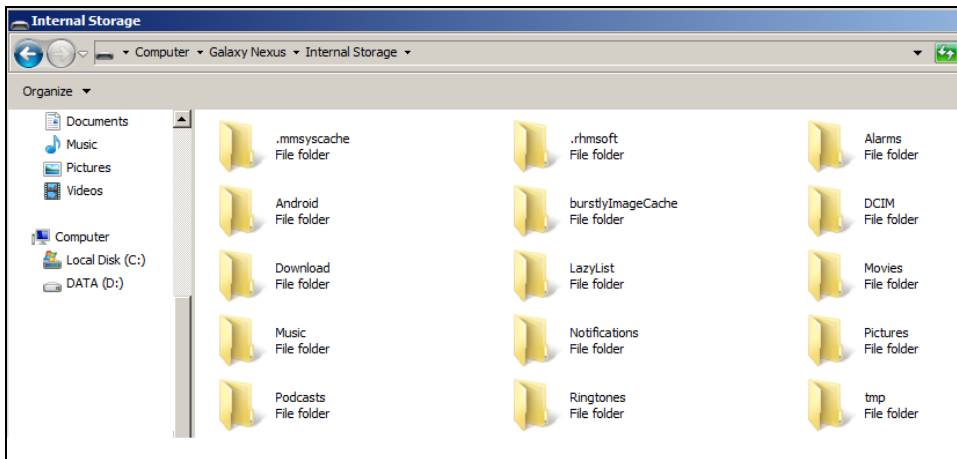 Internal Storage
Computer Galaxy Nexus Internal Storage
Organize
Documents
Music
Pictures
Videos
Computer
Local Disk (C:)
DATA (D:)
.mmsyscache
File folder
.rhmsoft
File folder
Alarms
File folder
Android
File folder
burstlyImageCache
File folder
DCIM
File folder
Download
File folder
LazyList
File folder
Movies
File folder
Music
File folder
Notifications
File folder
Pictures
File folder
Podcasts
File folder
Ringtones
File folder
tmp
File folder